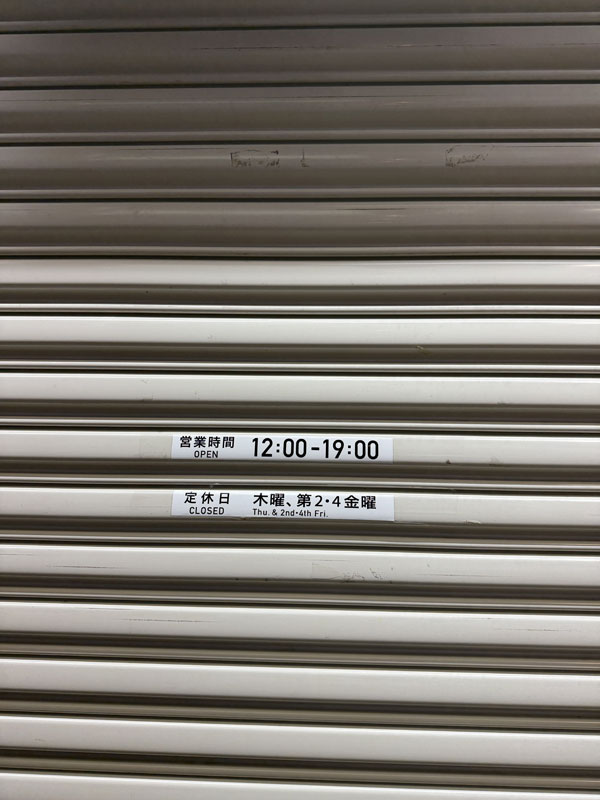 営業時間 12:00-19:00
OPEN
定休日 木曜、第2・4金曜
CLOSED Thu. & 2nd・4th Fri.